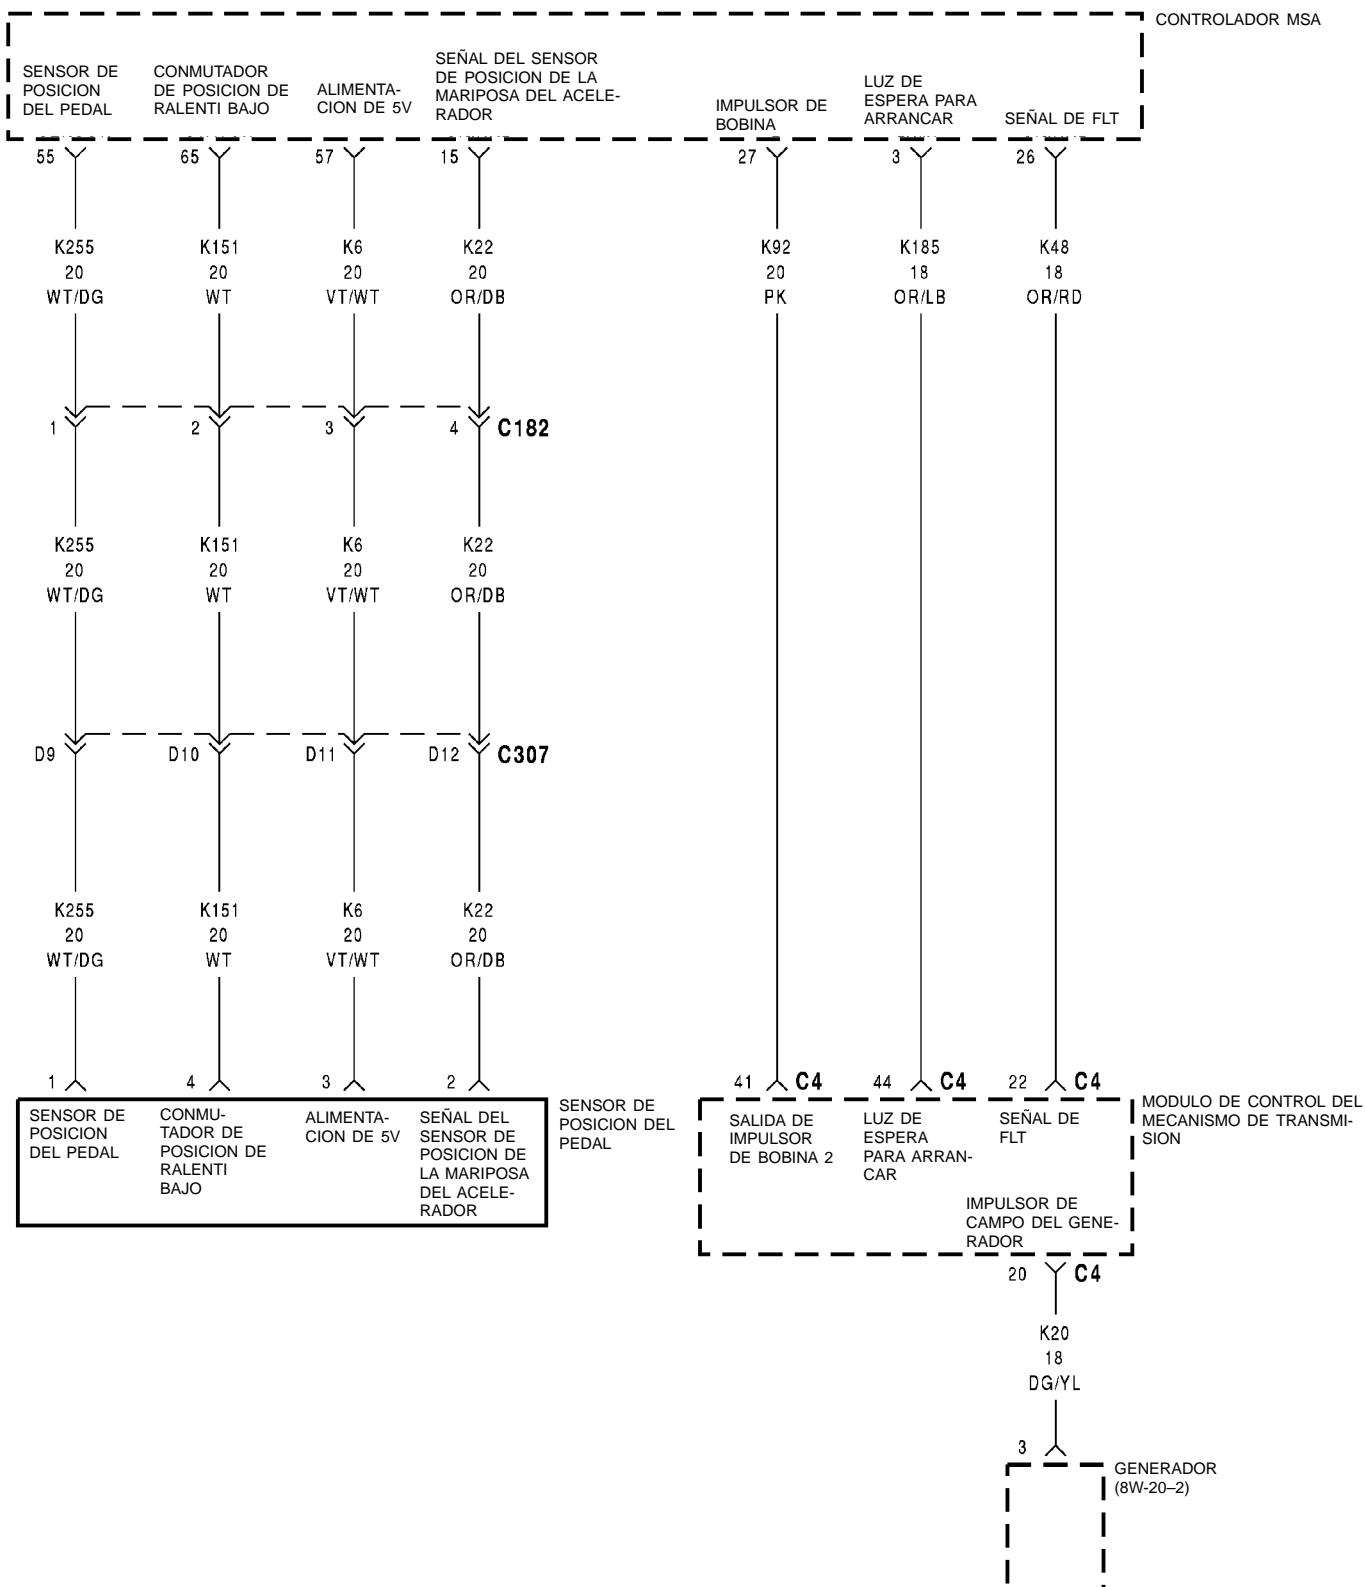 CONTROLADOR MSA
SENSOR DE
POSICION
DEL PEDAL
CONMUTADOR
DE POSICION DE
RALENTI BAJO
ALIMENTA-
CION DE 5V
SEÑAL DEL SENSOR
DE POSICION DE LA
MARIPOSA DEL ACELE-
RADOR
IMPULSOR DE
BOBINA
LUZ DE
ESPERA PARA
ARRANCAR
SEÑAL DE FLT
55 65 57 15 27 3 26
K255 K151 K6 K22 K92 K185 K48
20 20 20 20 20 18 18
WT/DG WT VT/WT OR/DB PK OR/LB OR/RD
1 2 3 4 C182
K255 K151 K6 K22
20 20 20 20
WT/DG WT VT/WT OR/DB
D9 D10 D11 D12 C307
K255 K151 K6 K22
20 20 20 20
WT/DG WT VT/WT OR/DB
1 4 3 2 41 C4 44 C4 22 C4
SENSOR DE
POSICION
DEL PEDAL
CONMU-
TADOR DE
POSICION DE
RALENTI
BAJO
ALIMENTA-
CION DE 5V
SEÑAL DEL
SENSOR DE
POSICION DE
LA MARIPOSA
DEL ACELE-
RADOR
SENSOR DE
POSICION DEL
PEDAL
SALIDA DE
IMPULSOR
DE BOBINA 2
LUZ DE
ESPERA
PARA ARRAN-
CAR
SEÑAL DE
FLT
MODULO DE CONTROL DEL
MECANISMO DE TRANSMI-
SION
IMPULSOR DE
CAMPO DEL GENE-
RADOR
20 C4
K20
18
DG/YL
3
GENERADOR
(8W-20–2)